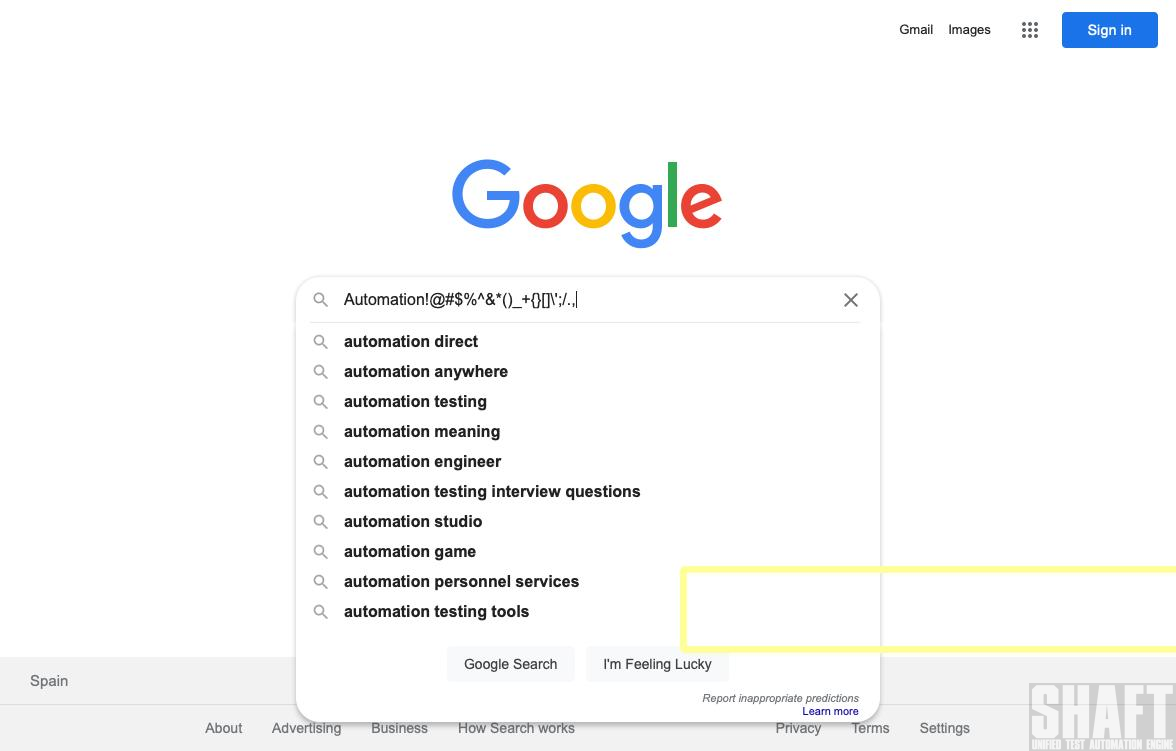 Gmail Images Sign in
Google
Automation!@#$%^&*()_+{}[]\';/.,
automation direct
automation anywhere
automation testing
automation meaning
automation engineer
automation testing interview questions
automation studio
automation game
automation personnel services
automation testing tools
Google Search I'm Feeling Lucky
Report inappropriate predictions
Learn more
Spain
About Advertising Business How Search works Privacy Terms Settings
SHAFT
UNIFIED TEST AUTOMATION ENGINE